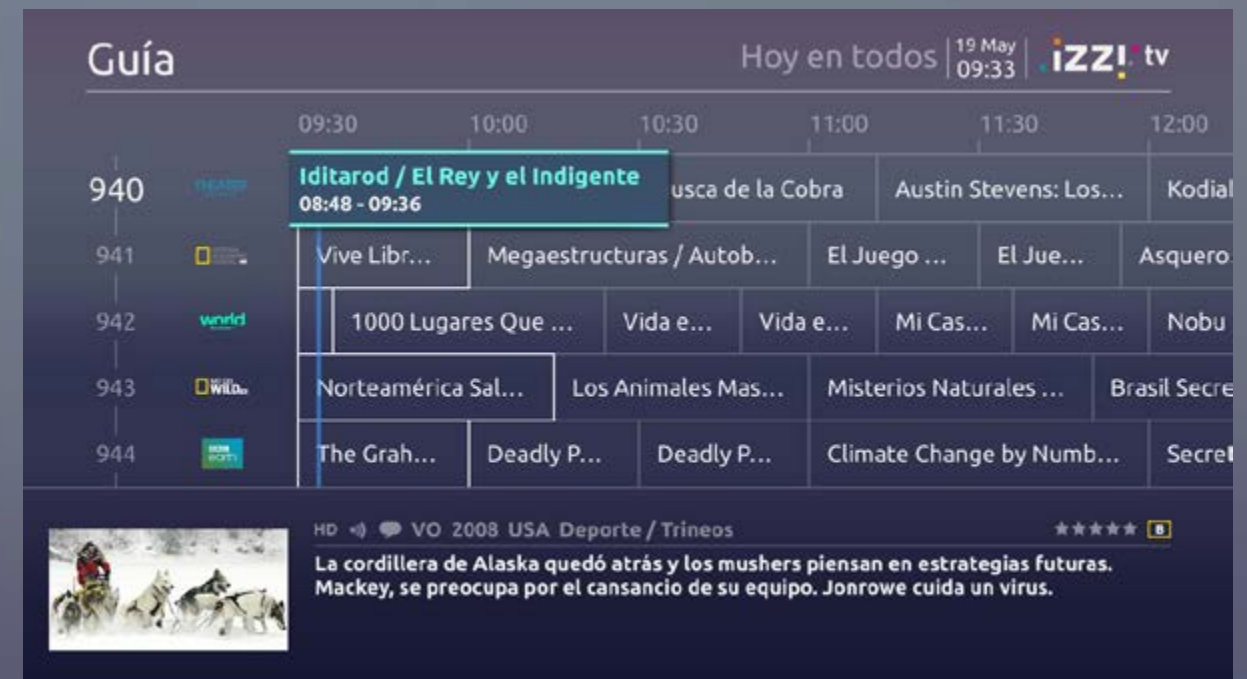 Guía
Hoy en todos 19 May 09:33 izzi tv
09:30 10:00 10:30 11:00 11:30 12:00
940 Iditarod / El Rey y el Indigente
08:48 - 09:36
usca de la Cobra Austin Stevens: Los... Kodia
941 Vive Libr... Megaestructuras / Autob... El Juego ... El Jue... Asquero
942 world 1000 Lugares Que ... Vida e... Vida e... Mi Cas... Mi Cas... Nobu
943 WILD Norteamérica Sal... Los Animales Mas... Misterios Naturales ... Brasil Secre
944 earth The Grah... Deadly P... Deadly P... Climate Change by Numb... Secret
HD VO 2008 USA Deporte / Trineos B
La cordillera de Alaska quedó atrás y los mushers piensan en estrategias futuras.
Mackey, se preocupa por el cansancio de su equipo. Jonrowe cuida un virus.